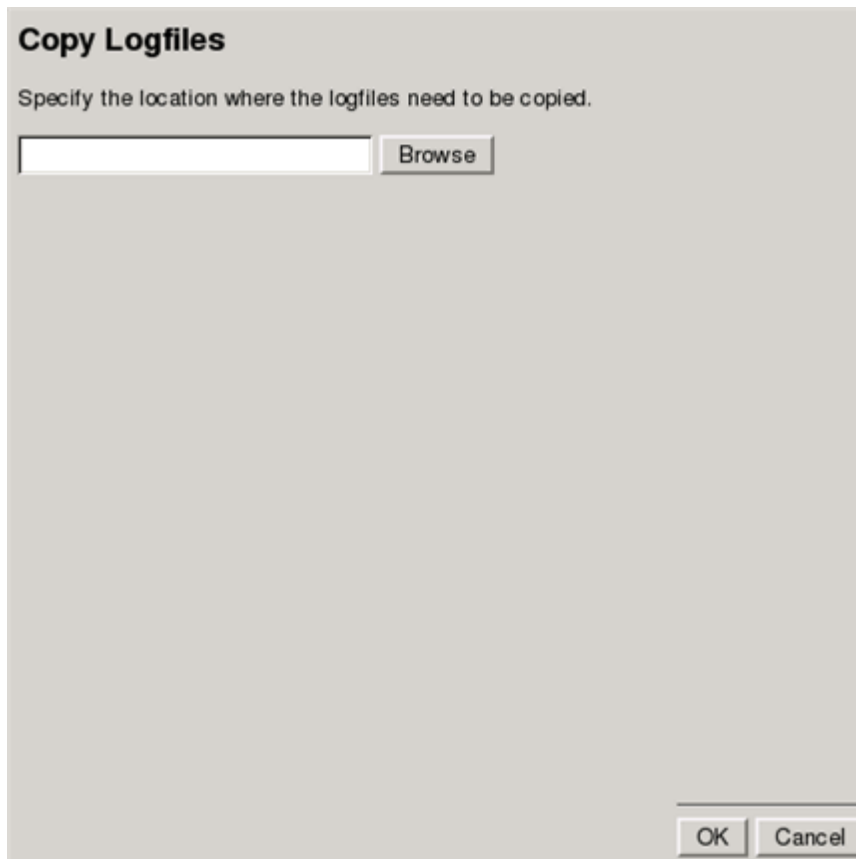 Copy Logfiles
Specify the location where the logfiles need to be copied.
Browse
OK Cancel